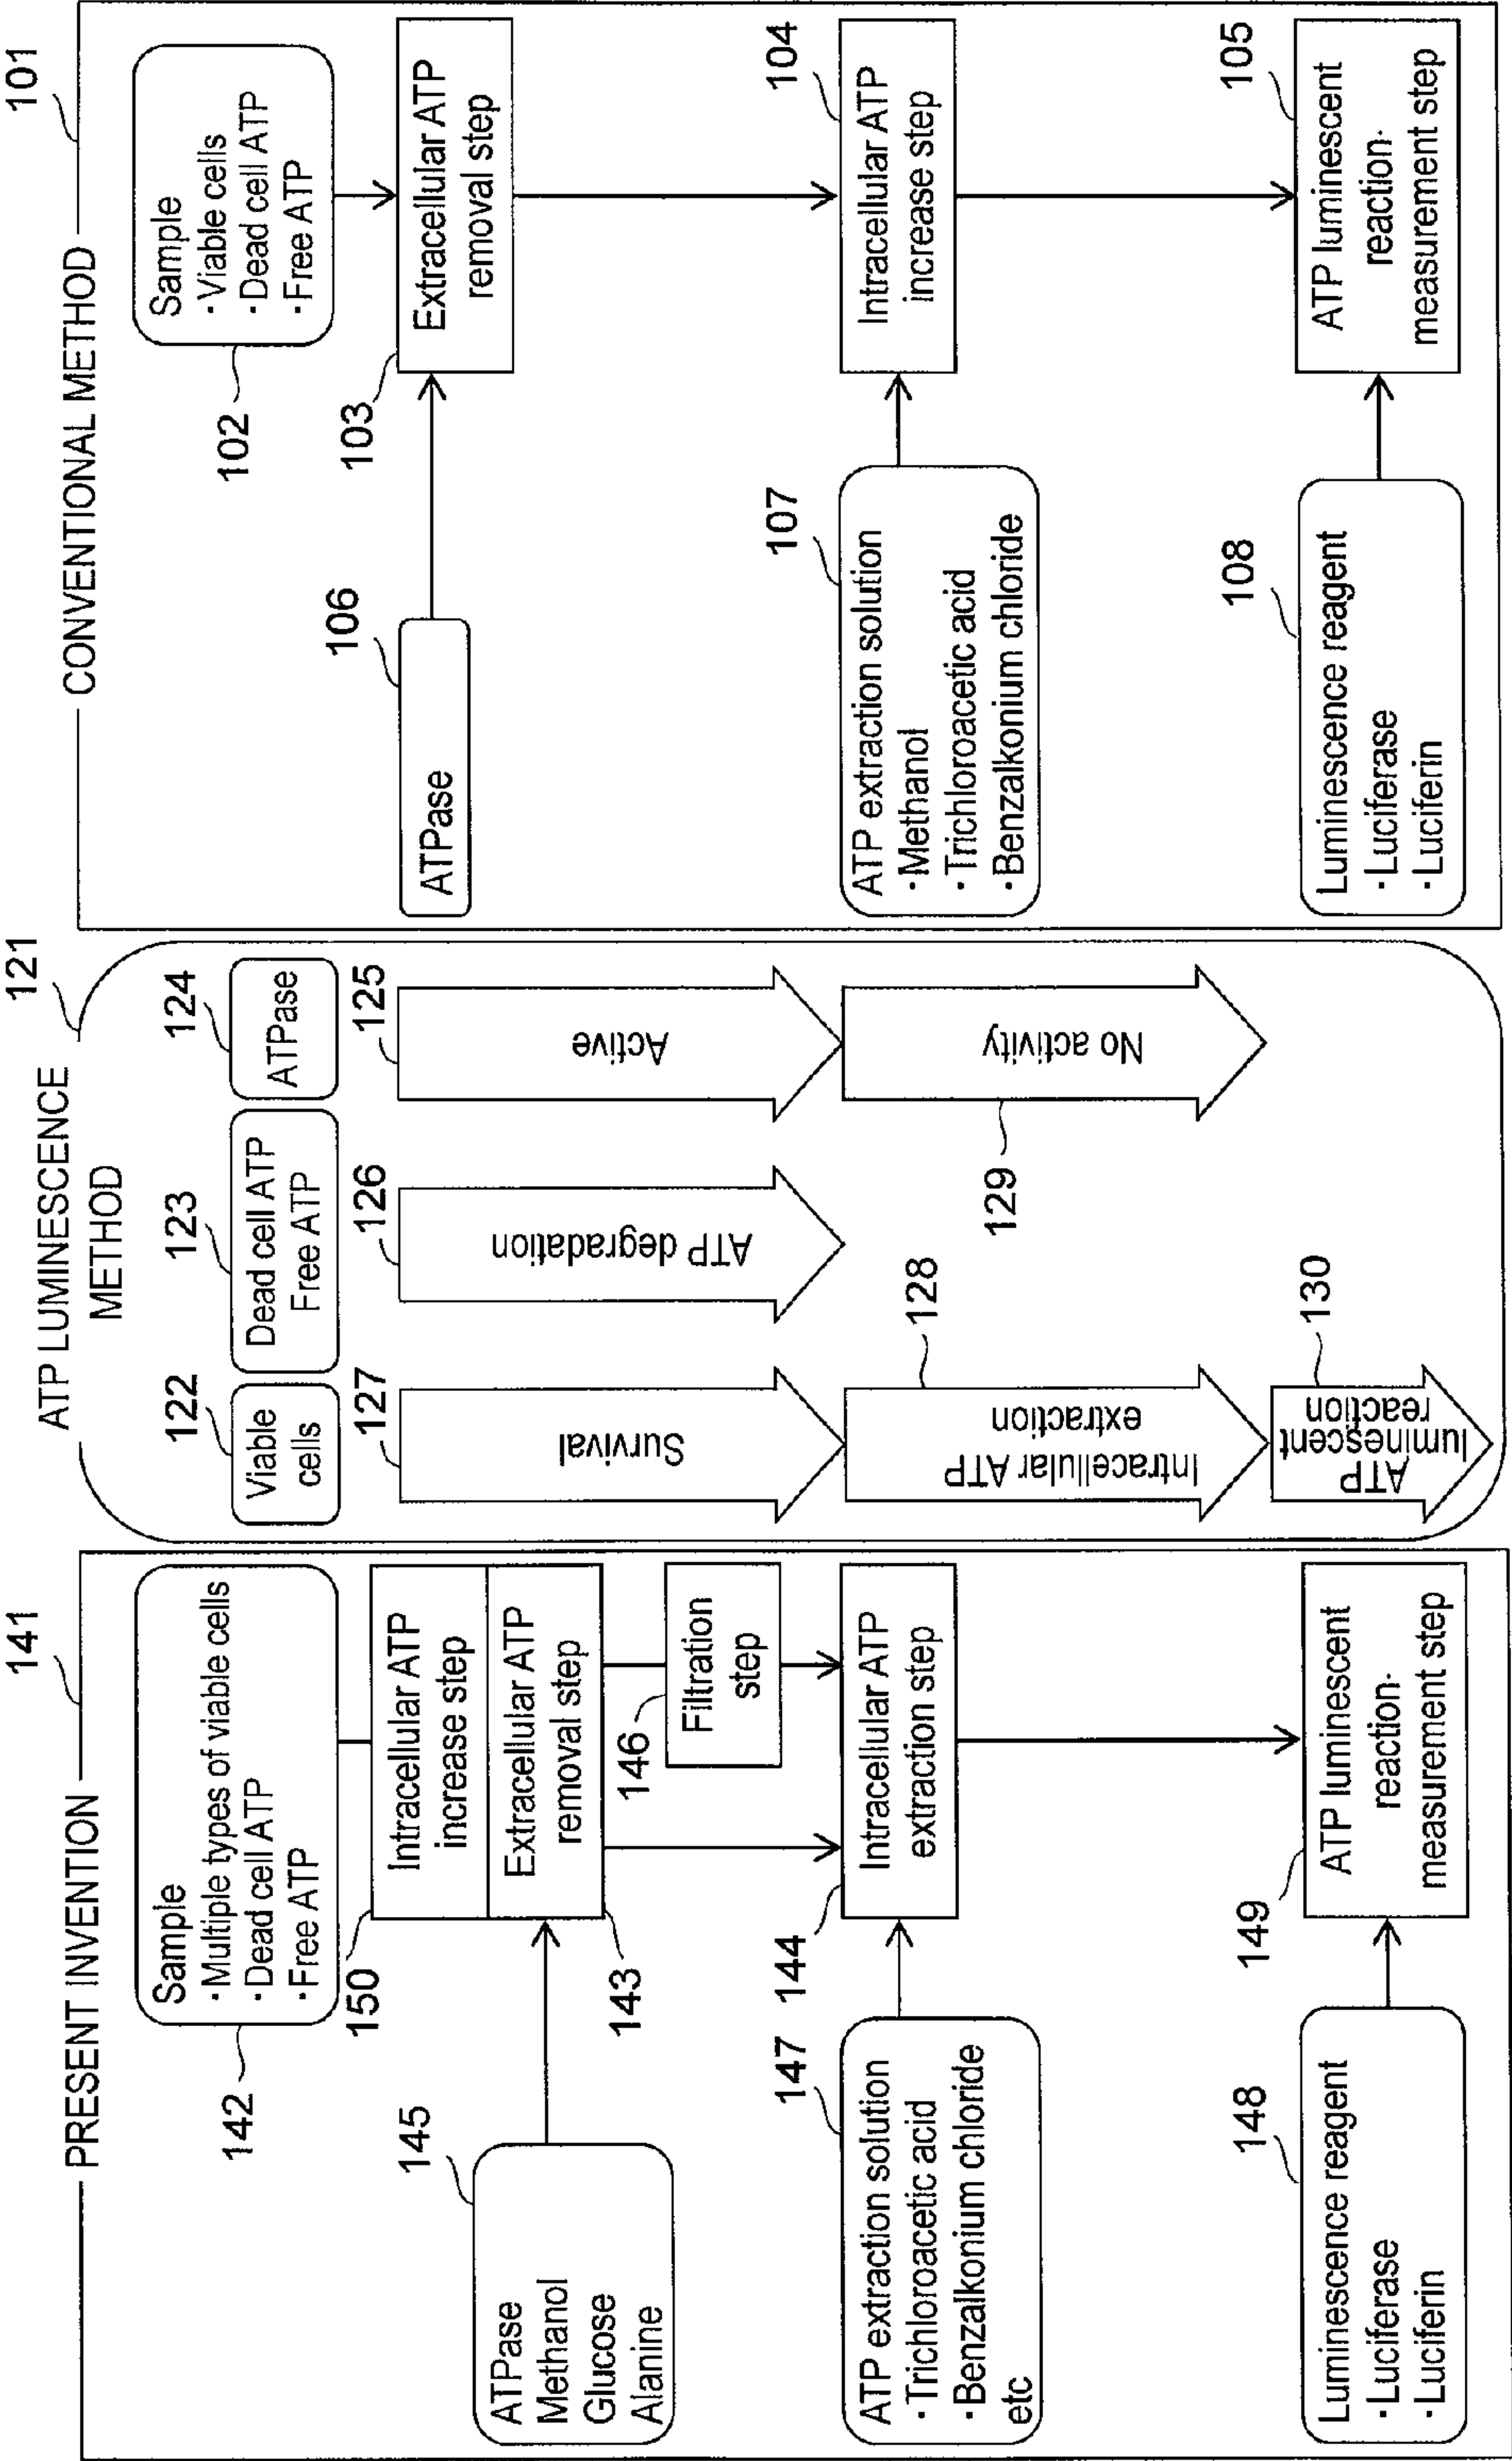 PRESENT INVENTION
141
Sample
· Multiple types of viable cells
· Dead cell ATP
· Free ATP
142
150
Intracellular ATP
increase step
Extracellular ATP
removal step
143
145
ATPase
Methanol
Glucose
Alanine
146
Filtration
step
144
Intracellular ATP
extraction step
147
ATP extraction solution
· Trichloroacetic acid
· Benzalkonium chloride
etc
149
ATP luminescent
reaction·
measurement step
148
Luminescence reagent
· Luciferase
· Luciferin
ATP LUMINESCENCE
METHOD
121
122
Viable
cells
123
Dead cell ATP
Free ATP
124
ATPase
127
Survival
126
ATP degradation
125
Active
128
Intracellular ATP
extraction
129
No activity
130
ATP
luminescent
reaction
CONVENTIONAL METHOD
101
Sample
· Viable cells
· Dead cell ATP
· Free ATP
102
103
Extracellular ATP
removal step
106
ATPase
104
Intracellular ATP
increase step
107
ATP extraction solution
· Methanol
· Trichloroacetic acid
· Benzalkonium chloride
105
ATP luminescent
reaction·
measurement step
108
Luminescence reagent
· Luciferase
· Luciferin